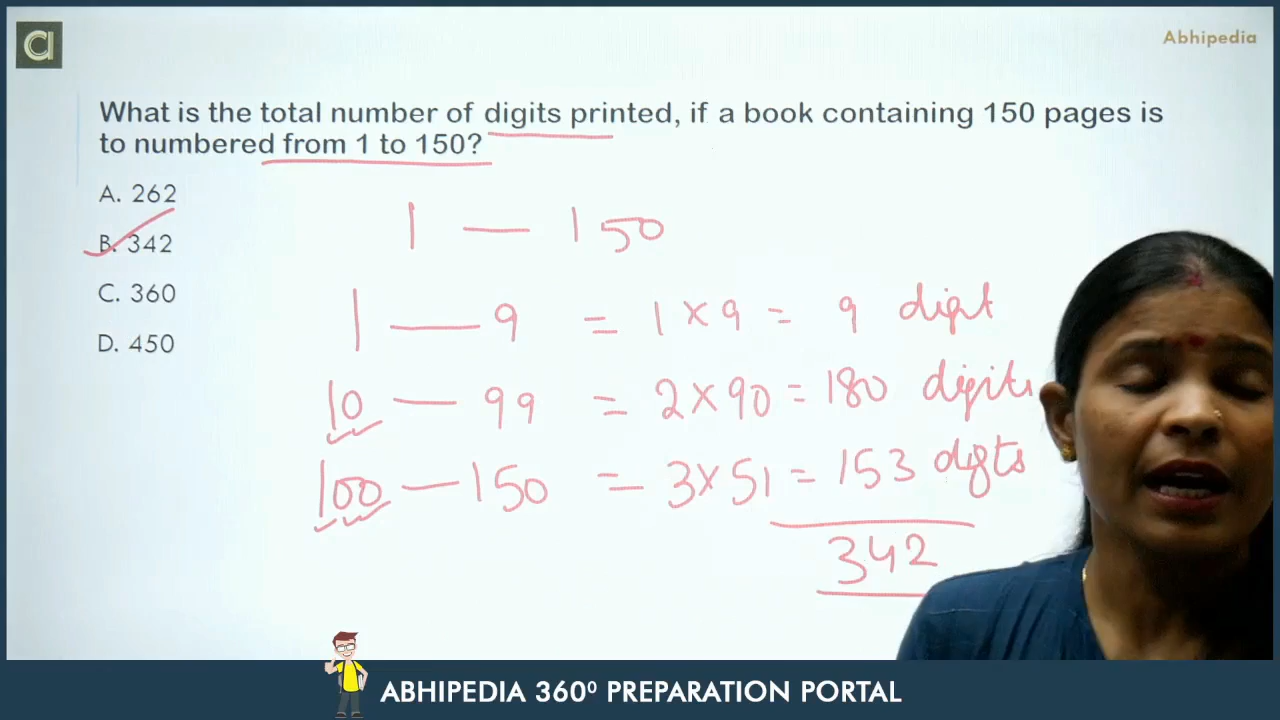 Abhipedia
What is the total number of digits printed, if a book containing 150 pages is
to numbered from 1 to 150?
A. 262
B. 342
C. 360
D. 450
1 — 150
1 — 9 = 1 × 9 = 9 digit
10 — 99 = 2 × 90 = 180 digits
100 — 150 = 3 × 51 = 153 digts
342
ABHIPEDIA 360⁰ PREPARATION PORTAL